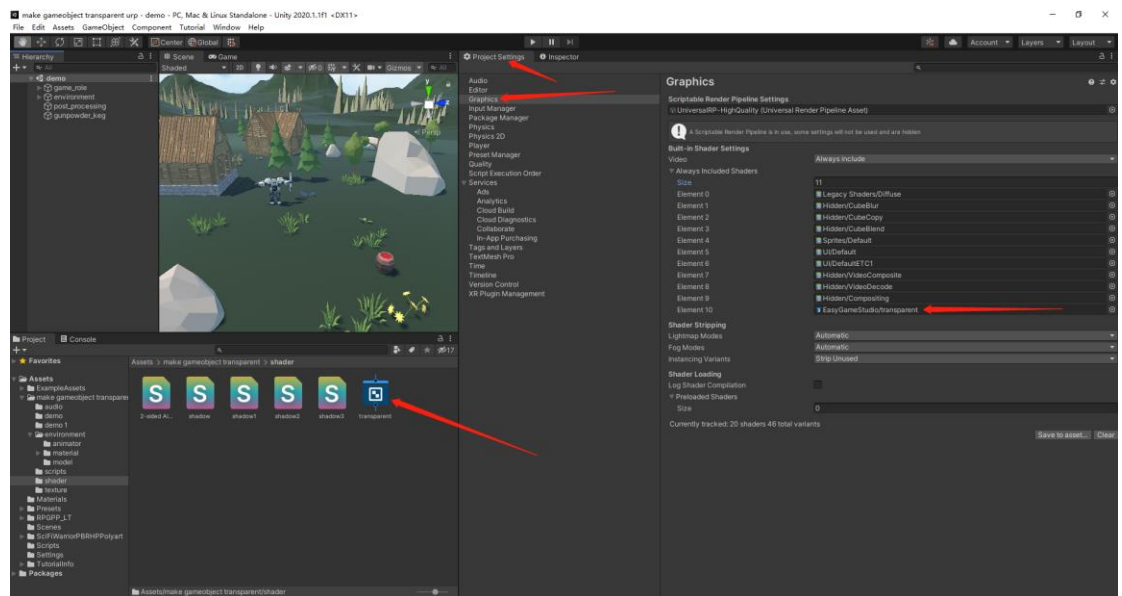 make gameobject transparent urp - demo - PC, Mac & Linux Standalone - Unity 2020.1.1f1 <DX11>
File Edit Assets GameObject Component Tutorial Window Help
Center Global
Account Layers Layout
Hierarchy
All
demo
game_role
environment
post_processing
gunpowder_keg
Scene Game
Shaded 2D 0 Gizmos All
y
Persp
Project Settings Inspector
Audio
Editor
Graphics
Input Manager
Package Manager
Physics
Physics 2D
Player
Preset Manager
Quality
Script Execution Order
Services
Ads
Analytics
Cloud Build
Cloud Diagnostics
Collaborate
In-App Purchasing
Tags and Layers
TextMesh Pro
Time
Timeline
Version Control
XR Plugin Management
Graphics
Scriptable Render Pipeline Settings
UniversalRP-HighQuality (Universal Render Pipeline Asset)
A Scriptable Render Pipeline is in use, some settings will not be used and are hidden
Built-in Shader Settings
Video Always include
Always Included Shaders
Size 11
Element 0 Legacy Shaders/Diffuse
Element 1 Hidden/CubeBlur
Element 2 Hidden/CubeCopy
Element 3 Hidden/CubeBlend
Element 4 Sprites/Default
Element 5 UI/Default
Element 6 UI/DefaultETC1
Element 7 Hidden/VideoComposite
Element 8 Hidden/VideoDecode
Element 9 Hidden/Compositing
Element 10 EasyGameStudio/transparent
Shader Stripping
Lightmap Modes Automatic
Fog Modes Automatic
Instancing Variants Strip Unused
Shader Loading
Log Shader Compilation
Preloaded Shaders
Size 0
Currently tracked: 20 shaders 46 total variants
Save to asset... Clear
Project Console
17
Favorites
Assets
ExampleAssets
make gameobject transparen
audio
demo
demo 1
environment
animator
material
model
scripts
shader
texture
Materials
Presets
RPGPP_LT
Scenes
SciFiWarriorPBRHPPolyart
Scripts
Settings
TutorialInfo
Packages
Assets > make gameobject transparent > shader
S S S S S
2-sided Al... shadow shadow1 shadow2 shadow3 transparent
Assets/make gameobject transparent/shader